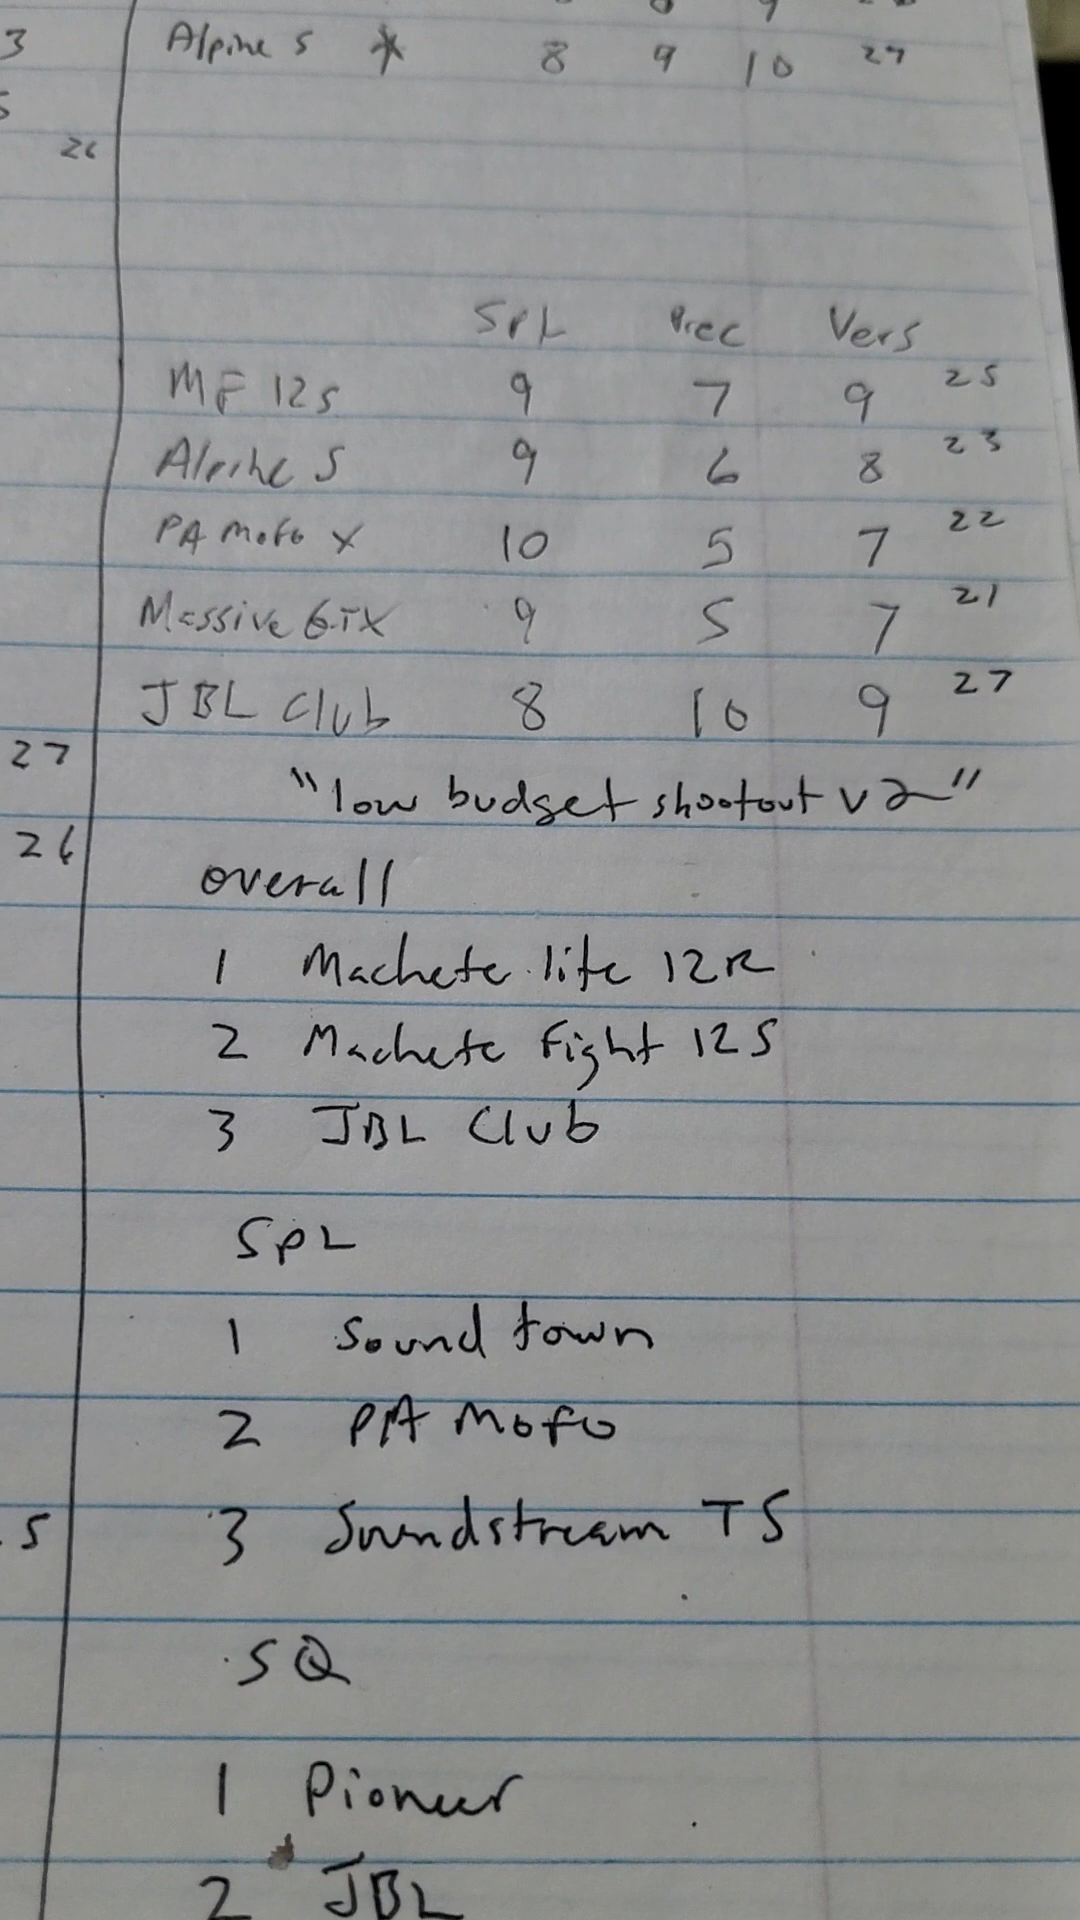 3 Alpine S * 8 9 10 27
5
26
SPL Prec Vers
MF 12s 9 7 9 25
Alpine S 9 6 8 23
PA Mofo X 10 5 7 22
Massive GTX 9 5 7 21
JBL Club 8 10 9 27
27
"low budget shootout v2"
26
overall
1 Machete lite 12R
2 Machete Fight 12S
3 JBL Club
SPL
1 Sound town
2 PA Mofo
5
3 Soundstream TS
SQ
1 Pioneer
2 JBL